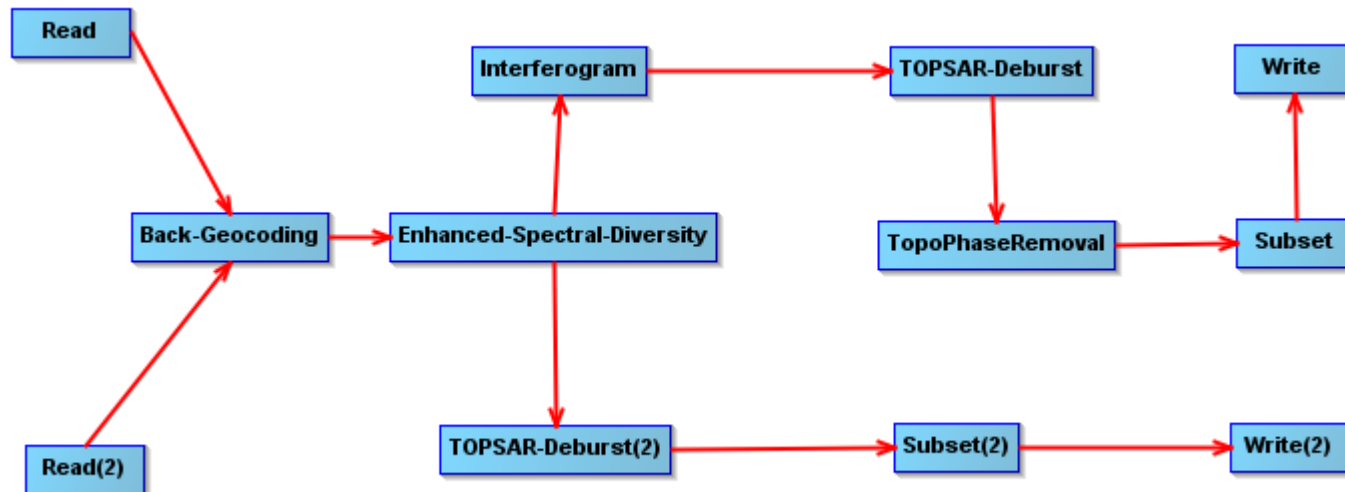 Read
Interferogram
TOPSAR-Deburst
Write
Back-Geocoding
Enhanced-Spectral-Diversity
TopoPhaseRemoval
Subset
Read(2)
TOPSAR-Deburst(2)
Subset(2)
Write(2)